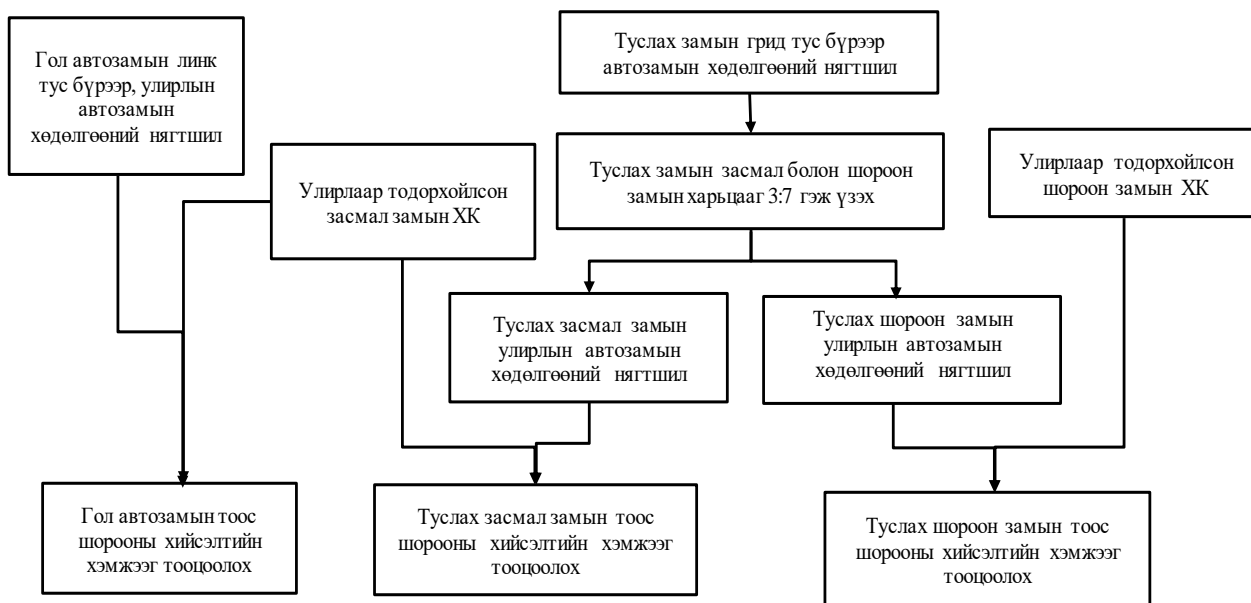 Туслах замын грид тус бүрээр
автозамын хөдөлгөөний нягтшил
Гол автозамын линк
тус бүрээр, улирлын
автозамын
хөдөлгөөний нягтшил
Улирлаар тодорхойлсон
засмал замын ХК
Туслах замын засмал болон шороон
замын харьцааг 3:7 гэж үзэх
Улирлаар тодорхойлсон
шороон замын ХК
Туслах засмал замын
улирлын автозамын
хөдөлгөөний нягтшил
Туслах шороон замын
улирлын автозамын
хөдөлгөөний нягтшил
Гол автозамын тоос
шорооны хийсэлтийн
хэмжээг тооцоолох
Туслах засмал замын тоос
шорооны хийсэлтийн хэмжээг
тооцоолох
Туслах шороон замын тоос
шорооны хийсэлтийн хэмжээг
тооцоолох